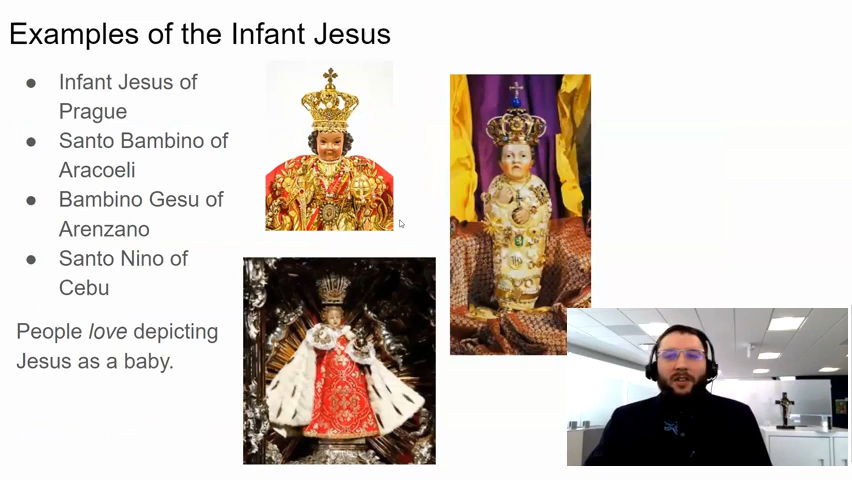 Examples of the Infant Jesus
● Infant Jesus of
Prague
● Santo Bambino of
Aracoeli
● Bambino Gesu of
Arenzano
● Santo Nino of
Cebu
People love depicting
Jesus as a baby.